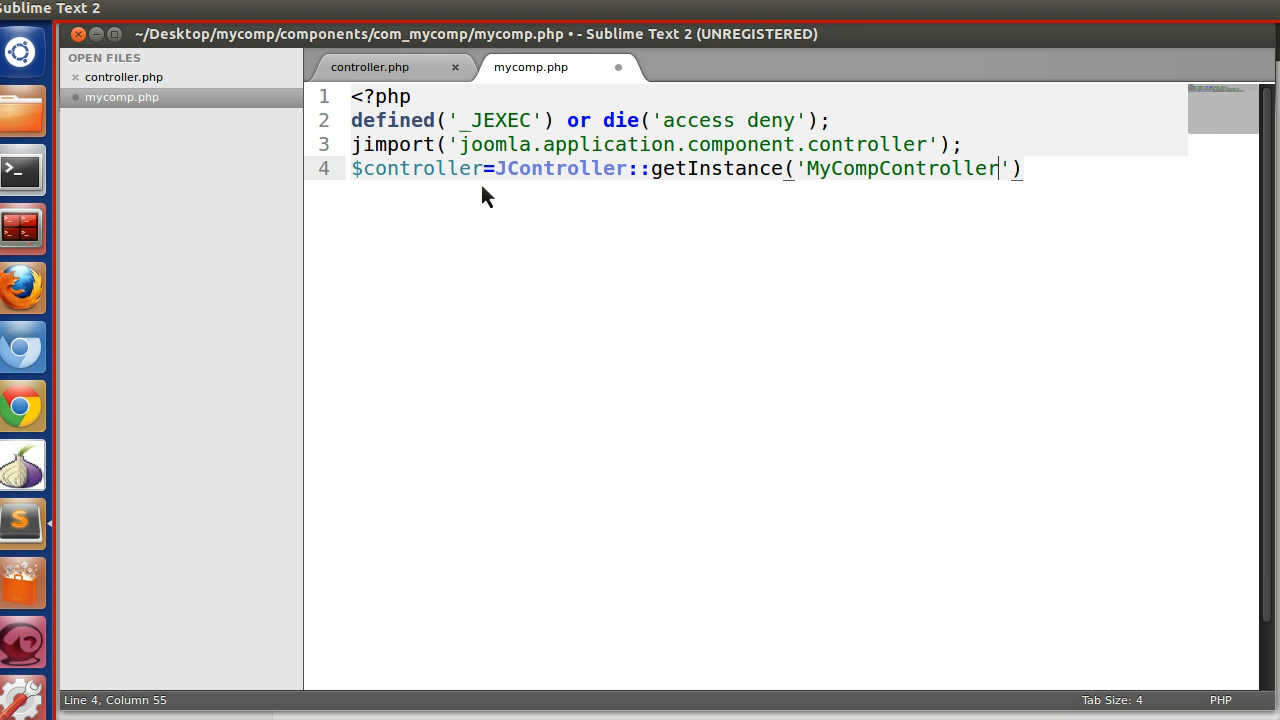 Sublime Text 2
~/Desktop/mycomp/components/com_mycomp/mycomp.php • - Sublime Text 2 (UNREGISTERED)
OPEN FILES
controller.php
mycomp.php
controller.php
mycomp.php
1 <?php
2 defined('_JEXEC') or die('access deny');
3 jimport('joomla.application.component.controller');
4 $controller=JController::getInstance('MyCompController')
Line 4, Column 55
Tab Size: 4
PHP